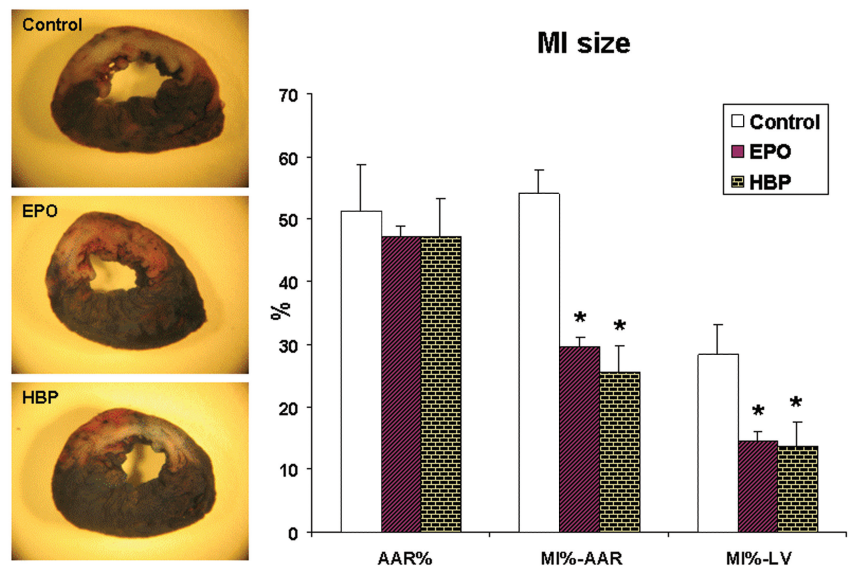 Control
EPO
HBP
MI size
Control
EPO
HBP
%
70
60
50
40
30
20
10
0
*
*
*
*
AAR%
MI%-AAR
MI%-LV